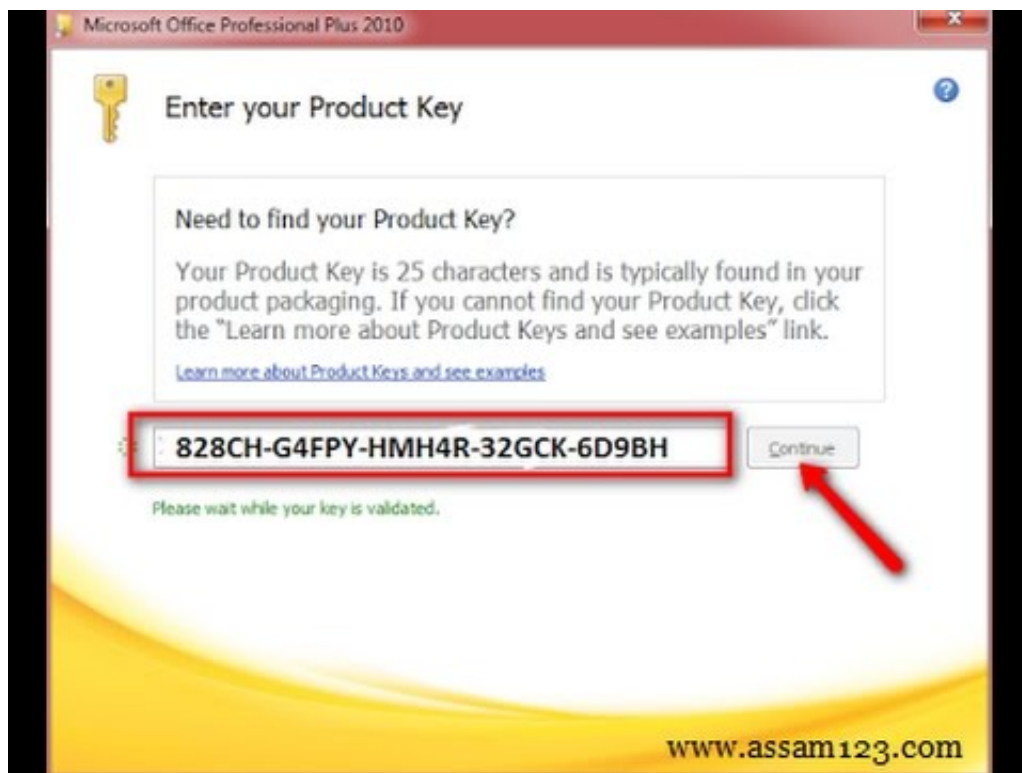 Microsoft Office Professional Plus 2010
Enter your Product Key
Need to find your Product Key?
Your Product Key is 25 characters and is typically found in your
product packaging. If you cannot find your Product Key, click
the "Learn more about Product Keys and see examples" link.
Learn more about Product Keys and see examples
828CH-G4FPY-HMH4R-32GCK-6D9BH
Continue
Please wait while your key is validated.
www.assam123.com